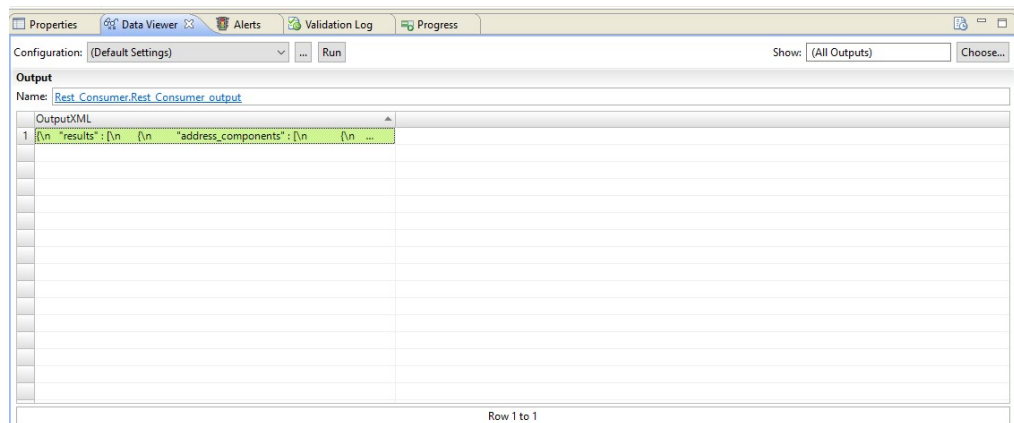 Properties Data Viewer Alerts Validation Log Progress
Configuration: (Default Settings) ... Run Show: (All Outputs) Choose...
Output
Name: Rest_Consumer.Rest_Consumer_output
OutputXML
1 {\n "results" : [\n {\n "address_components" : [\n {\n ...
Row 1 to 1